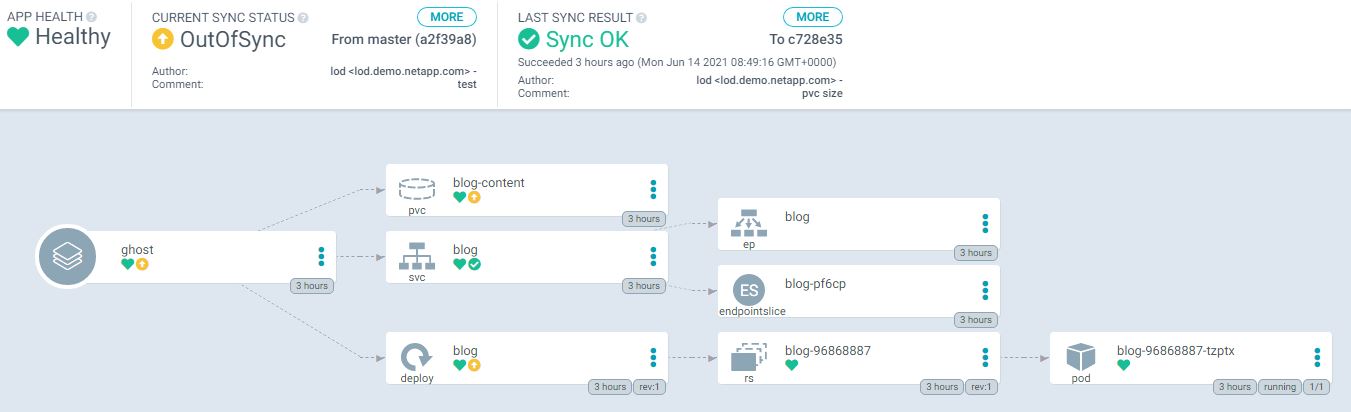 APP HEALTH ?
Healthy
CURRENT SYNC STATUS ?
MORE
OutOfSync
From master (a2f39a8)
Author:
lod <lod.demo.netapp.com> -
Comment:
test
LAST SYNC RESULT ?
MORE
Sync OK
To c728e35
Succeeded 3 hours ago (Mon Jun 14 2021 08:49:16 GMT+0000)
Author:
lod <lod.demo.netapp.com> -
Comment:
pvc size
ghost
3 hours
blog-content
pvc
3 hours
blog
svc
3 hours
blog
deploy
3 hours
rev:1
blog
ep
3 hours
ES
blog-pf6cp
endpointslice
3 hours
blog-96868887
rs
3 hours
rev:1
blog-96868887-tzptx
pod
3 hours
running
1/1